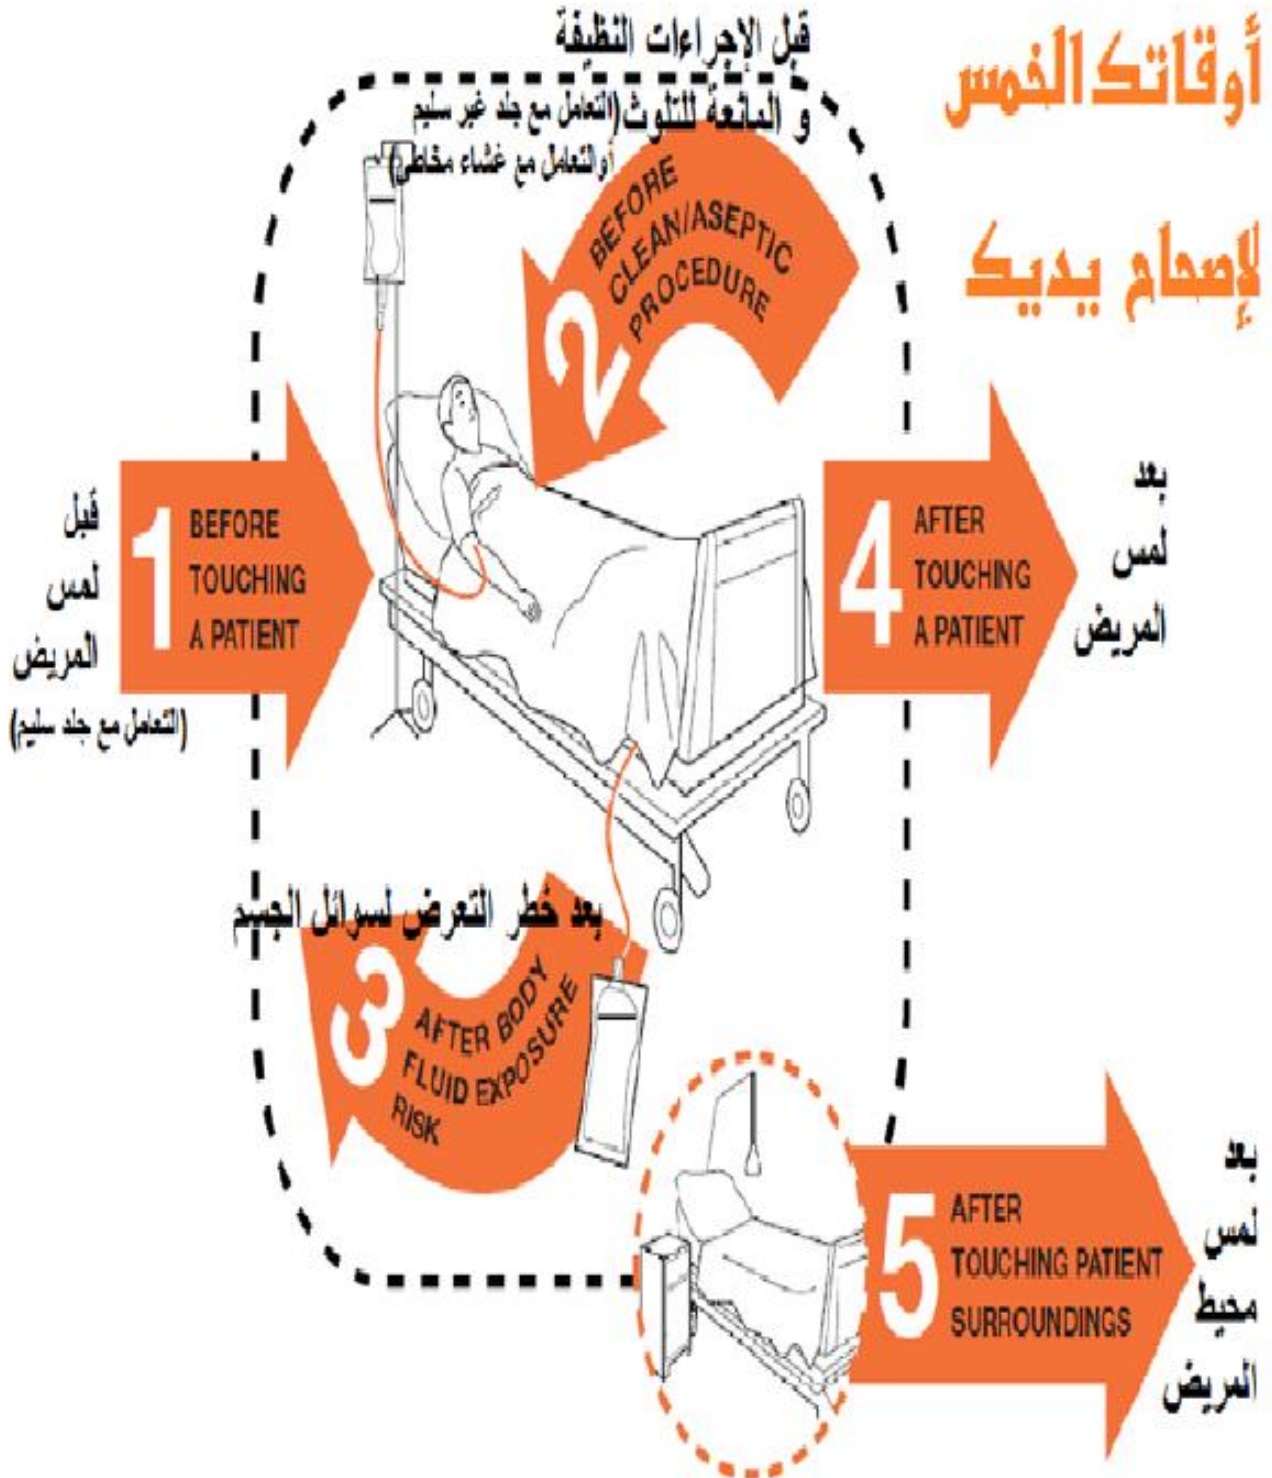 أوقاتك الخمس
لإصحاح يديك
قبل الإجراءات النظيفة
و المانعة للتلوث(التعامل مع جلد غير سليم
أوالتعامل مع غشاء مخاطي)
2 BEFORE
CLEAN/ASEPTIC
PROCEDURE
قبل
لمس
المريض
(التعامل مع جلد سليم)
1 BEFORE
TOUCHING
A PATIENT
4 AFTER
TOUCHING
A PATIENT
بعد
لمس
المريض
بعد خطر التعرض لسوائل الجسم
3 AFTER BODY
FLUID EXPOSURE
RISK
5 AFTER
TOUCHING PATIENT
SURROUNDINGS
بعد
لمس
محيط
المريض